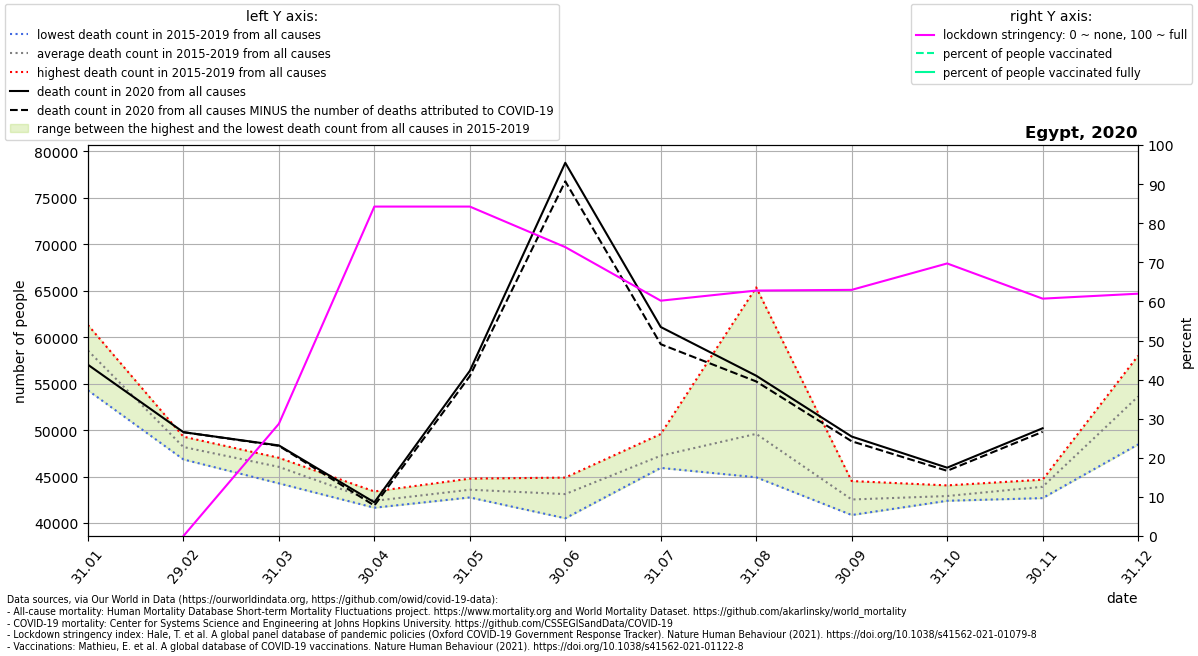 left Y axis:
lowest death count in 2015-2019 from all causes
average death count in 2015-2019 from all causes
highest death count in 2015-2019 from all causes
death count in 2020 from all causes
death count in 2020 from all causes MINUS the number of deaths attributed to COVID-19
range between the highest and the lowest death count from all causes in 2015-2019
right Y axis:
lockdown stringency: 0 ~ none, 100 ~ full
percent of people vaccinated
percent of people vaccinated fully
Egypt, 2020
80000
75000
70000
65000
60000
55000
50000
45000
40000
number of people
100
90
80
70
60
50
40
30
20
10
0
percent
31.01
29.02
31.03
30.04
31.05
30.06
31.07
31.08
30.09
31.10
30.11
31.12
date
Data sources, via Our World in Data (https://ourworldindata.org, https://github.com/owid/covid-19-data):
- All-cause mortality: Human Mortality Database Short-term Mortality Fluctuations project. https://www.mortality.org and World Mortality Dataset. https://github.com/akarlinsky/world_mortality
- COVID-19 mortality: Center for Systems Science and Engineering at Johns Hopkins University. https://github.com/CSSEGISandData/COVID-19
- Lockdown stringency index: Hale, T. et al. A global panel database of pandemic policies (Oxford COVID-19 Government Response Tracker). Nature Human Behaviour (2021). https://doi.org/10.1038/s41562-021-01079-8
- Vaccinations: Mathieu, E. et al. A global database of COVID-19 vaccinations. Nature Human Behaviour (2021). https://doi.org/10.1038/s41562-021-01122-8